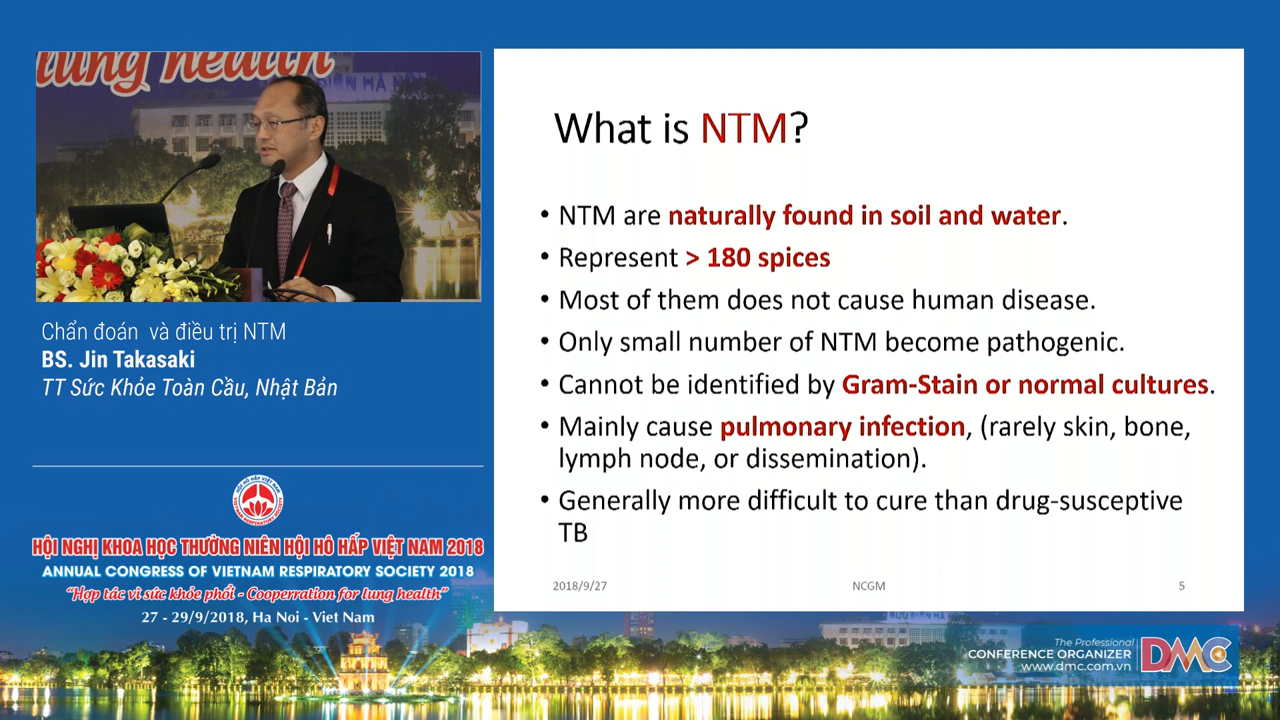 lung health
ĐIỆN HÀ N
Chẩn đoán và điều trị NTM
BS. Jin Takasaki
TT Sức Khỏe Toàn Cầu, Nhật Bản
HỘI NGHỊ KHOA HỌC THƯỜNG NIÊN HỘI HÔ HẤP VIỆT NAM 2018
ANNUAL CONGRESS OF VIETNAM RESPIRATORY SOCIETY 2018
“Hợp tác vì sức khỏe phổi - Cooperration for lung health”
27 - 29/9/2018, Ha Noi - Viet Nam
What is NTM?
• NTM are naturally found in soil and water.
• Represent > 180 spices
• Most of them does not cause human disease.
• Only small number of NTM become pathogenic.
• Cannot be identified by Gram-Stain or normal cultures.
• Mainly cause pulmonary infection, (rarely skin, bone,
lymph node, or dissemination).
• Generally more difficult to cure than drug-susceptive
TB
2018/9/27
NCGM
5
The Professional
CONFERENCE ORGANIZER
www.dmc.com.vn
DMC